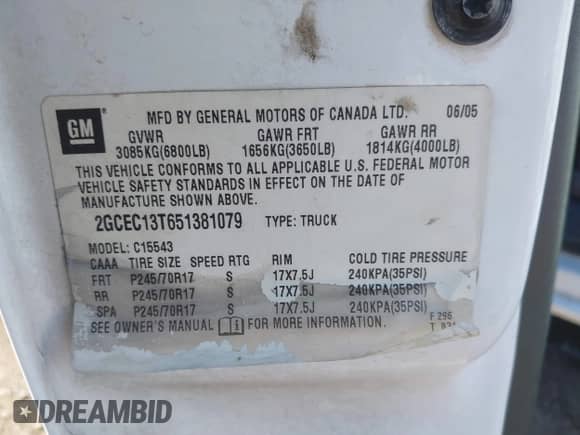 MFD BY GENERAL MOTORS OF CANADA LTD. 06/05
GM
GVWR GAWR FRT GAWR RR
3085KG(6800LB) 1656KG(3650LB) 1814KG(4000LB)
THIS VEHICLE CONFORMS TO ALL APPLICABLE U.S. FEDERAL MOTOR
VEHICLE SAFETY STANDARDS IN EFFECT ON THE DATE OF
MANUFACTURE SHOWN ABOVE.
2GCEC13T651381079 TYPE: TRUCK
MODEL: C15543
CAAA TIRE SIZE SPEED RTG RIM COLD TIRE PRESSURE
FRT P245/70R17 S 17X7.5J 240KPA(35PSI)
RR P245/70R17 S 17X7.5J 240KPA(35PSI)
SPA P245/70R17 S 17X7.5J 240KPA(35PSI)
SEE OWNER'S MANUAL FOR MORE INFORMATION. F 296
DREAMBID